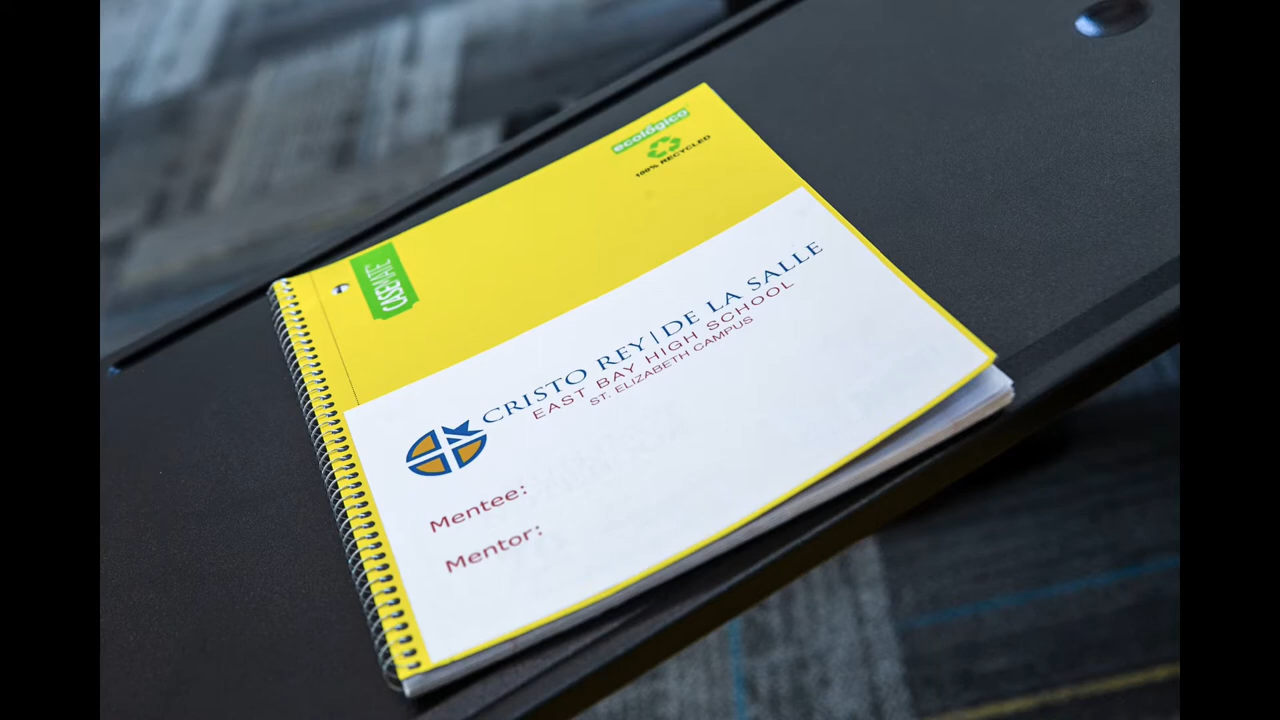 ecológico
100% RECYCLED
CASEMATE
CRISTO REY|DE LA SALLE
EAST BAY HIGH SCHOOL
ST. ELIZABETH CAMPUS
Mentee:
Mentor: